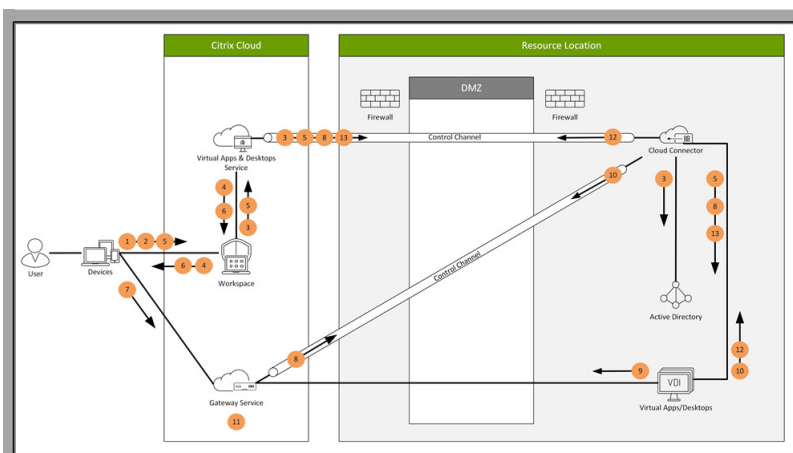 Citrix Cloud
Resource Location
DMZ
Firewall
Firewall
3 5 8 13
Control Channel
12
Virtual Apps & Desktops
Service
Cloud Connector
10
3
5
8
13
4
6
5
3
1 2 5
6 4
User
Devices
Workspace
Control Channel
7
Active Directory
8
9
12
10
VDI
Gateway Service
Virtual Apps/Desktops
11